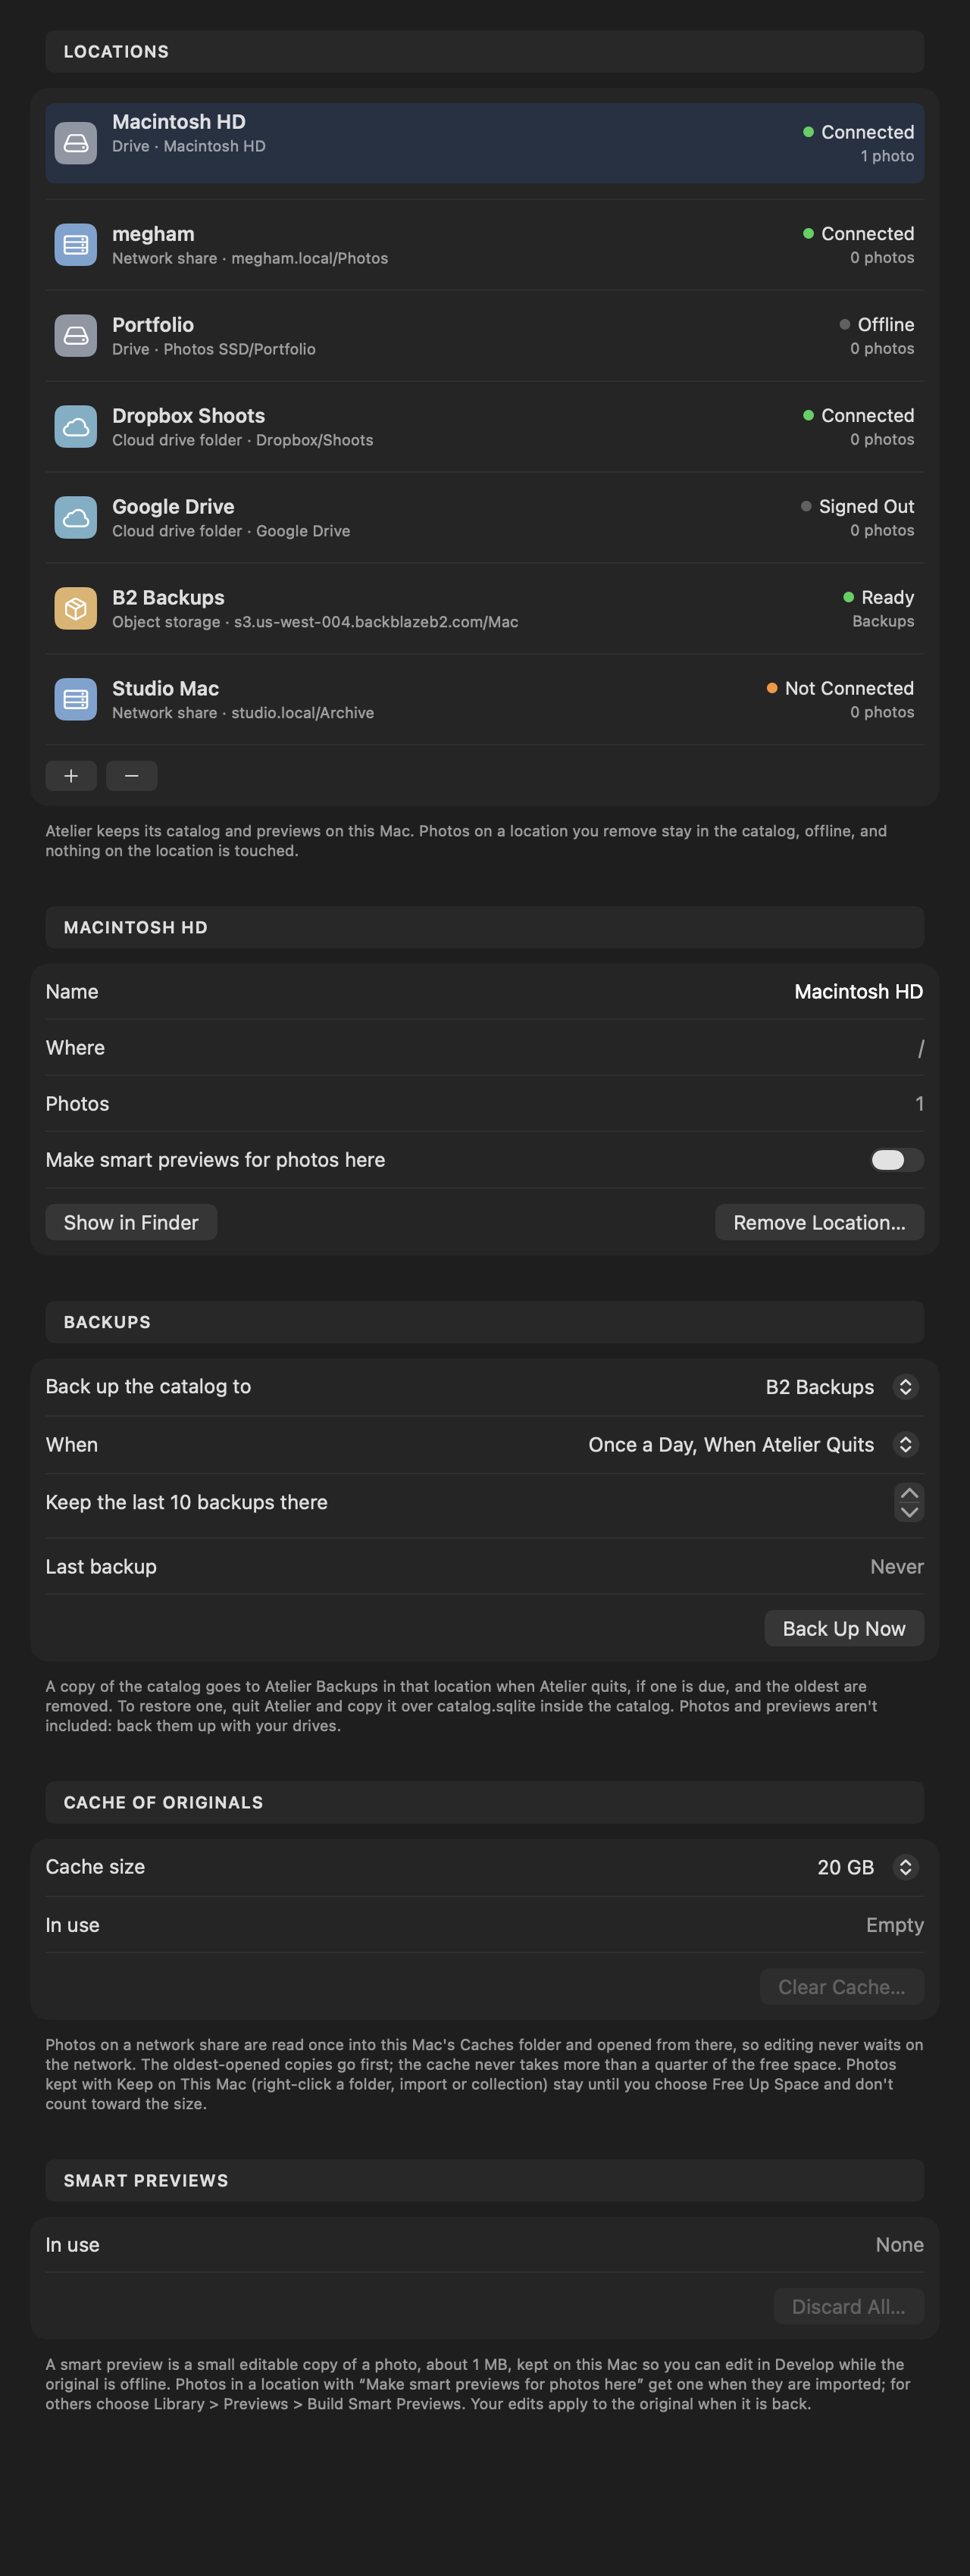 LOCATIONS
Macintosh HD
Drive · Macintosh HD
Connected
1 photo
megham
Network share · megham.local/Photos
Connected
0 photos
Portfolio
Drive · Photos SSD/Portfolio
Offline
0 photos
Dropbox Shoots
Cloud drive folder · Dropbox/Shoots
Connected
0 photos
Google Drive
Cloud drive folder · Google Drive
Signed Out
0 photos
B2 Backups
Object storage · s3.us-west-004.backblazeb2.com/Mac
Ready
Backups
Studio Mac
Network share · studio.local/Archive
Not Connected
0 photos
Atelier keeps its catalog and previews on this Mac. Photos on a location you remove stay in the catalog, offline, and
nothing on the location is touched.
MACINTOSH HD
Name Macintosh HD
Where /
Photos 1
Make smart previews for photos here
Show in Finder Remove Location...
BACKUPS
Back up the catalog to B2 Backups
When Once a Day, When Atelier Quits
Keep the last 10 backups there
Last backup Never
Back Up Now
A copy of the catalog goes to Atelier Backups in that location when Atelier quits, if one is due, and the oldest are
removed. To restore one, quit Atelier and copy it over catalog.sqlite inside the catalog. Photos and previews aren't
included: back them up with your drives.
CACHE OF ORIGINALS
Cache size 20 GB
In use Empty
Clear Cache...
Photos on a network share are read once into this Mac's Caches folder and opened from there, so editing never waits on
the network. The oldest-opened copies go first; the cache never takes more than a quarter of the free space. Photos
kept with Keep on This Mac (right-click a folder, import or collection) stay until you choose Free Up Space and don't
count toward the size.
SMART PREVIEWS
In use None
Discard All...
A smart preview is a small editable copy of a photo, about 1 MB, kept on this Mac so you can edit in Develop while the
original is offline. Photos in a location with “Make smart previews for photos here” get one when they are imported; for
others choose Library > Previews > Build Smart Previews. Your edits apply to the original when it is back.